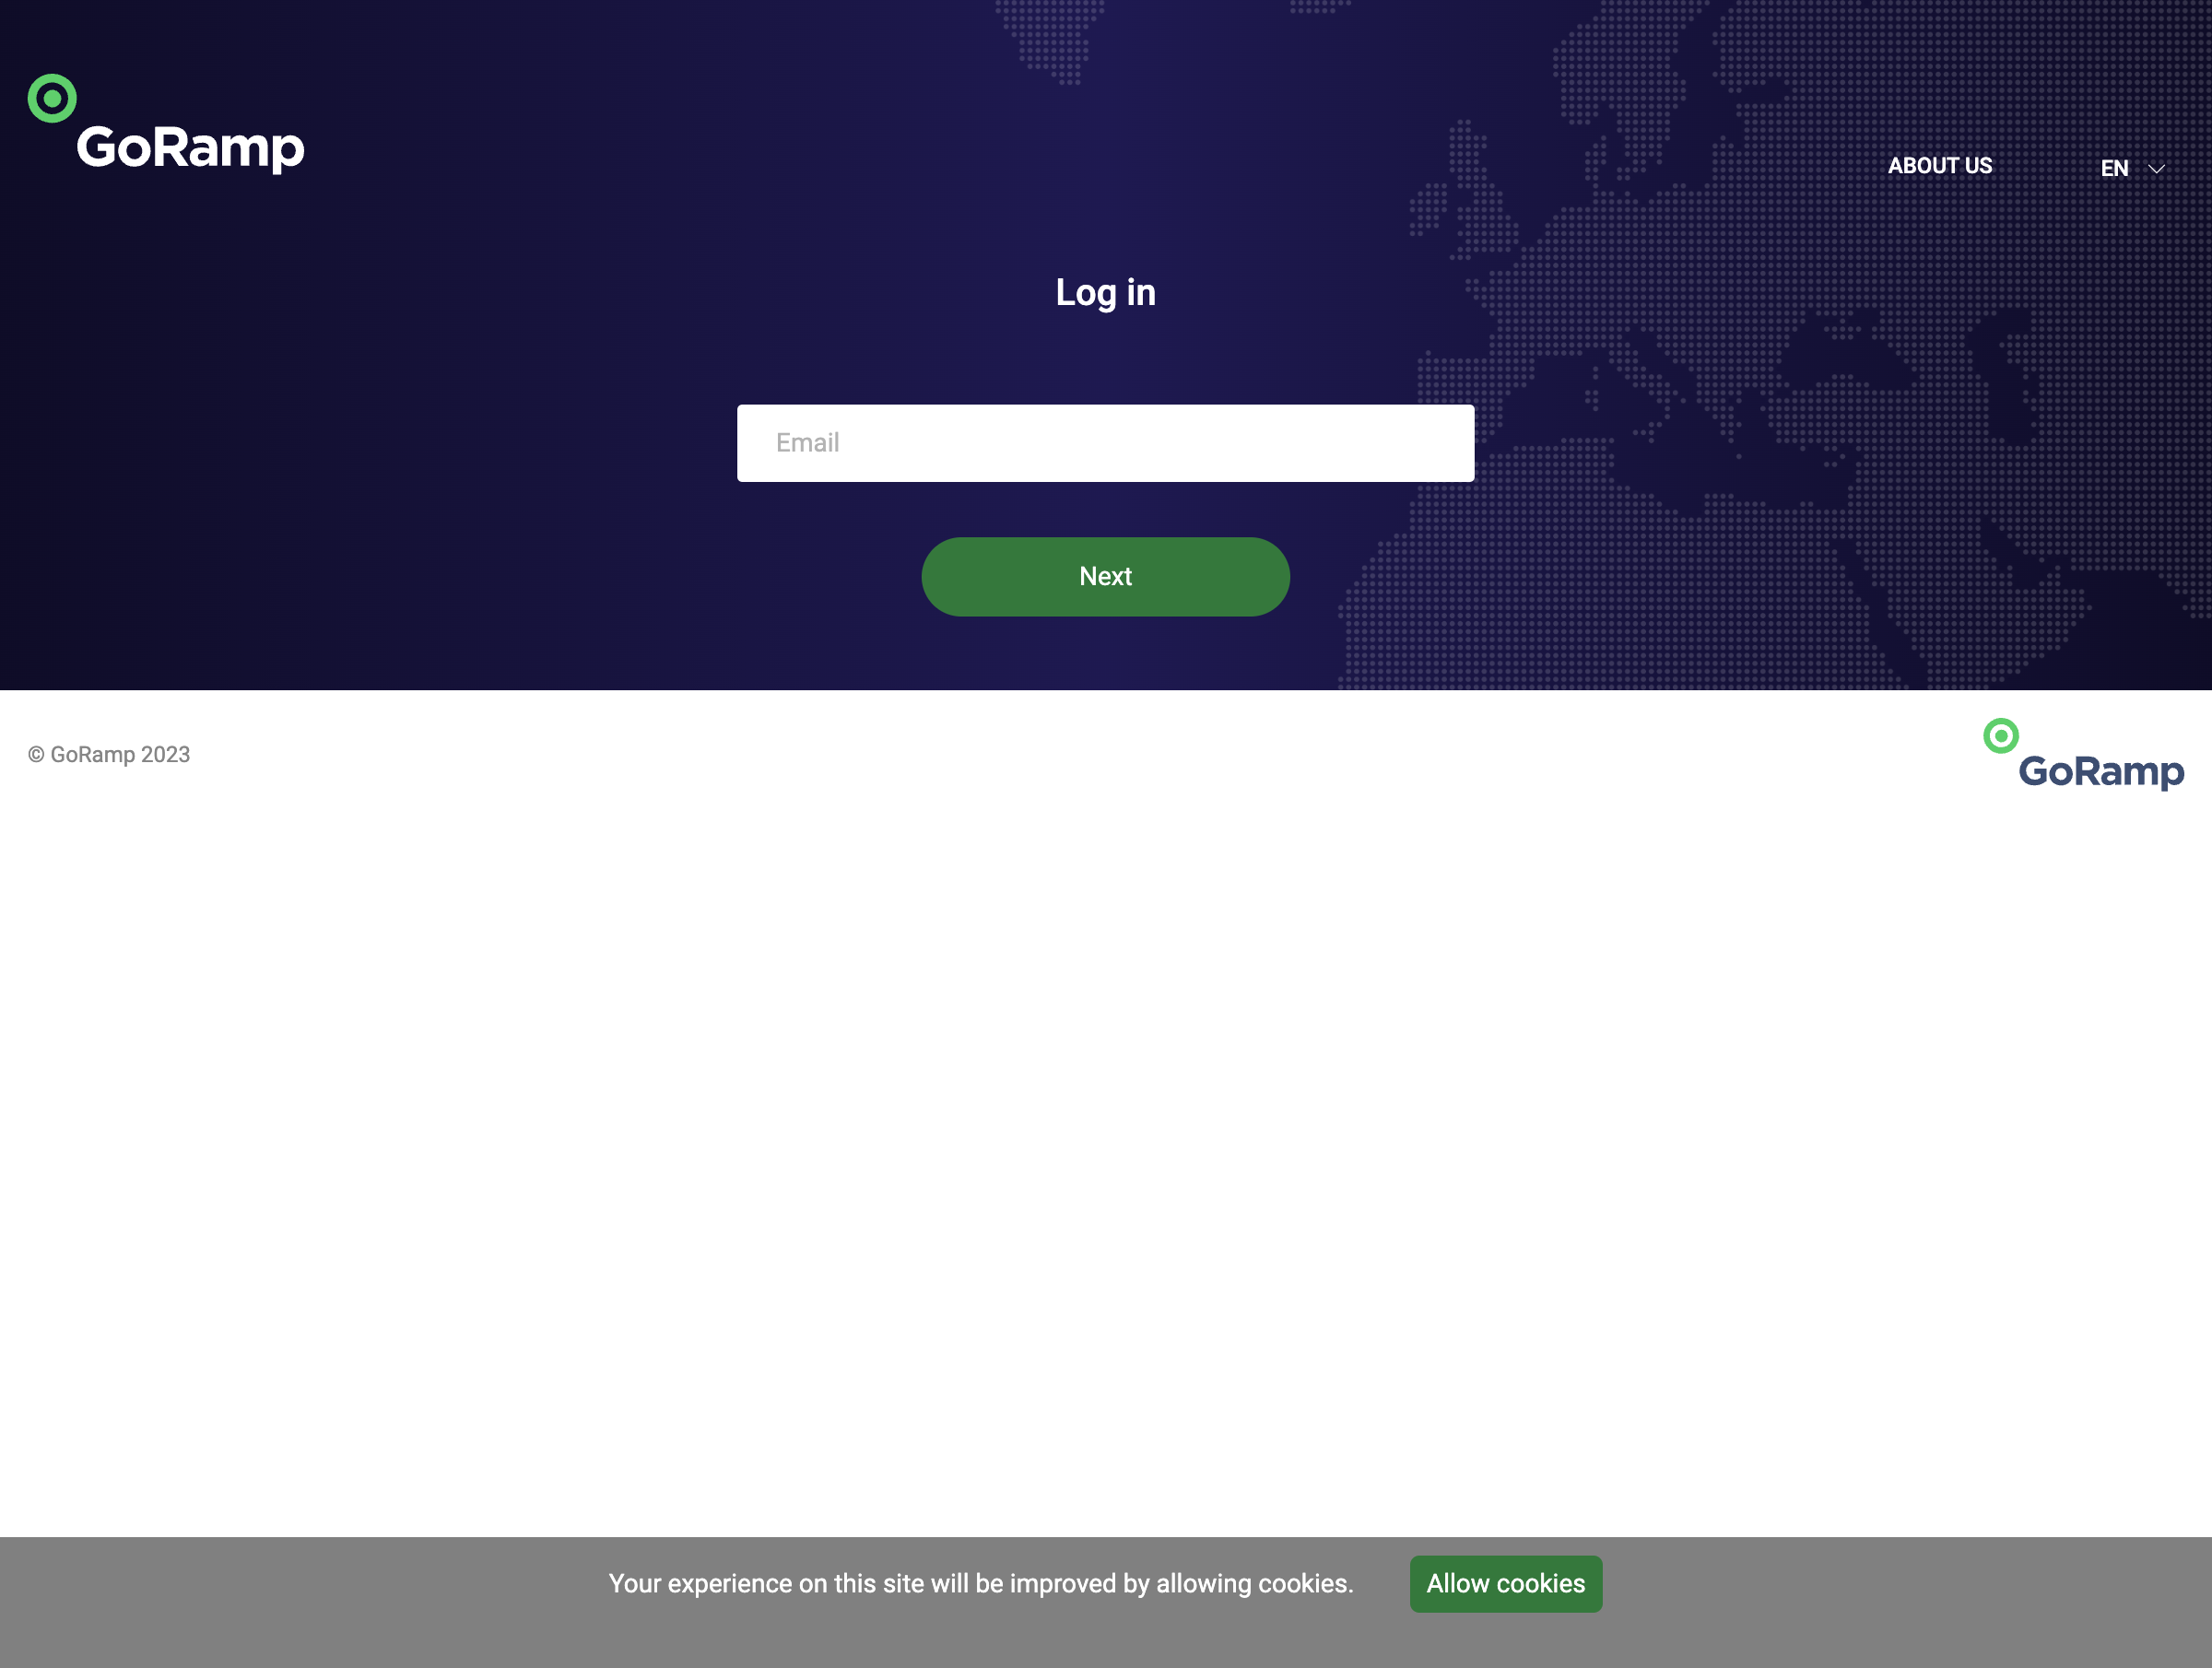 GoRamp
ABOUT US
EN
Log in
Email
Next
© GoRamp 2023
GoRamp
Your experience on this site will be improved by allowing cookies.
Allow cookies